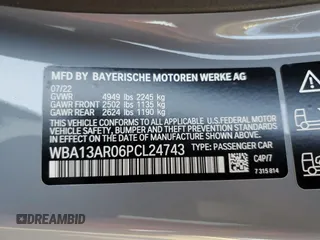 MFD BY BAYERISCHE MOTOREN WERKE AG
07/22
GVWR 4949 lbs 2245 kg
GAWR FRONT 2502 lbs 1135 kg
GAWR REAR 2624 lbs 1190 kg
THIS VEHICLE CONFORMS TO ALL APPLICABLE U.S. FEDERAL MOTOR
VEHICLE SAFETY, BUMPER, AND THEFT PREVENTION STANDARDS IN
EFFECT ON THE DATE OF MANUFACTURE SHOWN ABOVE.
WBA13AR06PCL24743 TYPE: PASSENGER CAR
C4P/7
7 315 814
DREAMBID